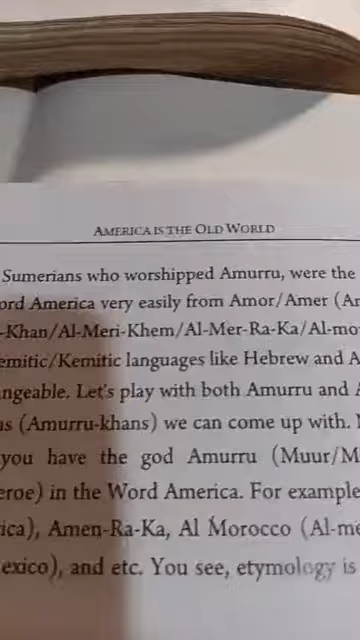 AMERICA IS THE OLD WORLD
Sumerians who worshipped Amurru, were the
ord America very easily from Amor/Amer (Ar
-Khan/Al-Meri-Khem/Al-Mer-Ra-Ka/Al-mo
emitic/Kemitic languages like Hebrew and A
ngeable. Let's play with both Amurru and A
as (Amurru-khans) we can come up with.
you have the god Amurru (Muur/M
eroe) in the Word America. For example
ica), Amen-Ra-Ka, Al Morocco (Al-me
exico), and etc. You see, etymology is